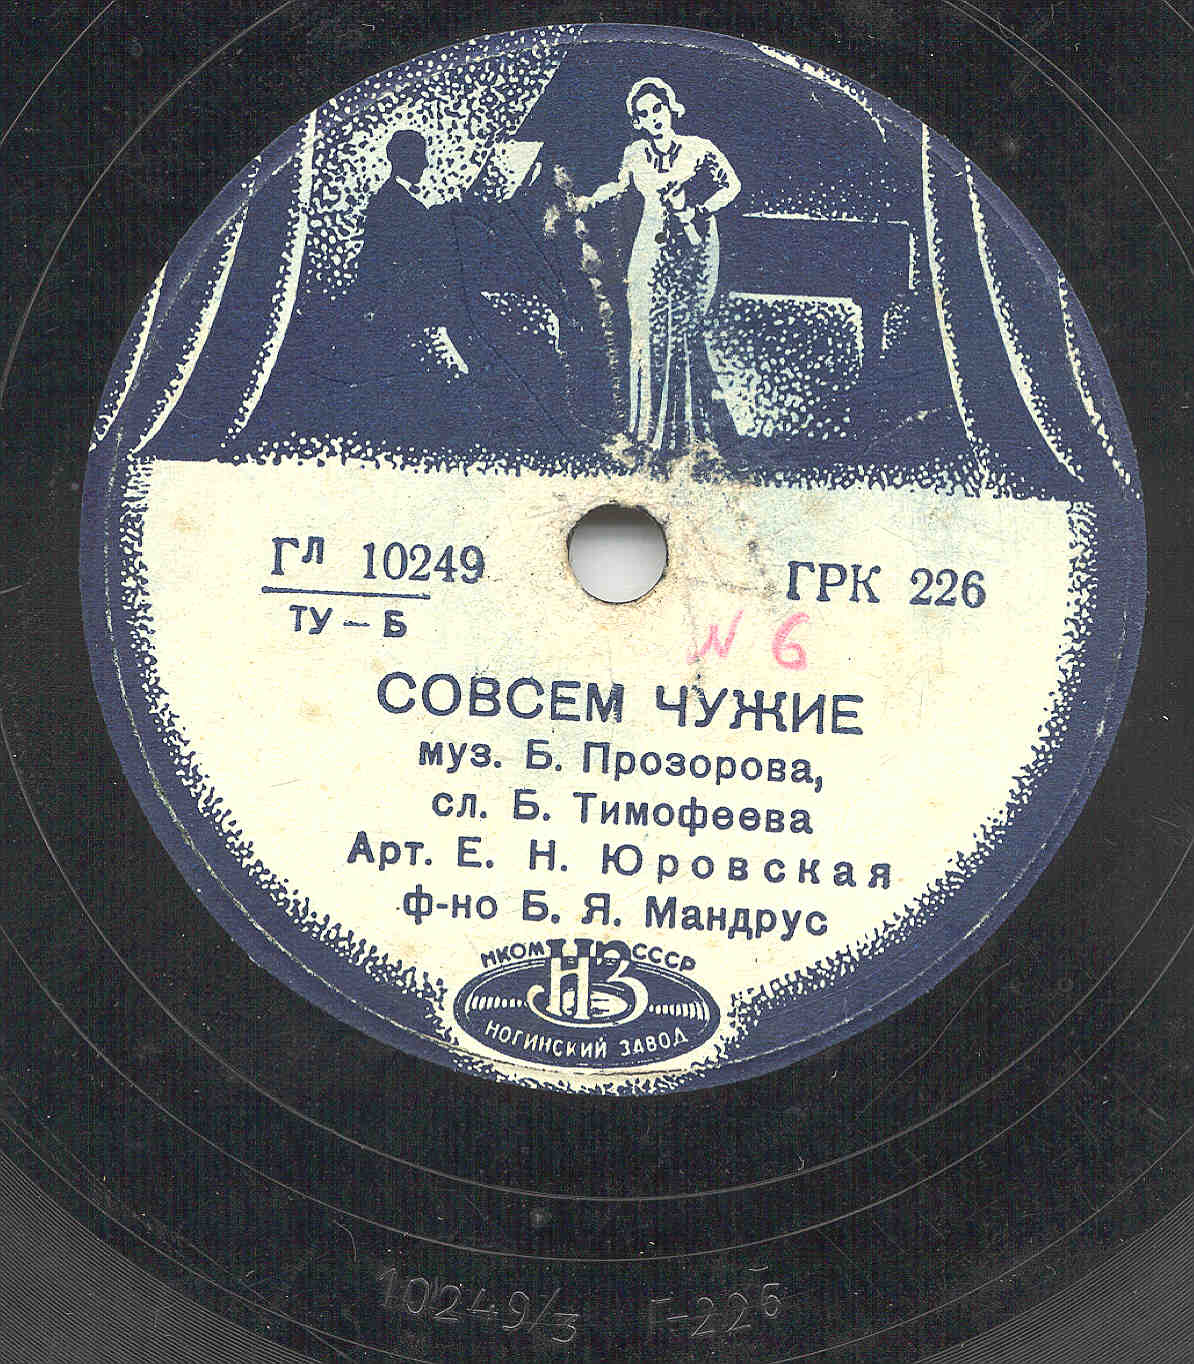 Гл 10249
ГРК 226
ТУ – Б
N 6
СОВСЕМ ЧУЖИЕ
муз. Б. Прозорова,
сл. Б. Тимофеева
Арт. Е. Н. Юровская
ф-но Б. Я. Мандрус
НКОМ СССР
НЗ
НОГИНСКИЙ ЗАВОД
10249/3 Г-226